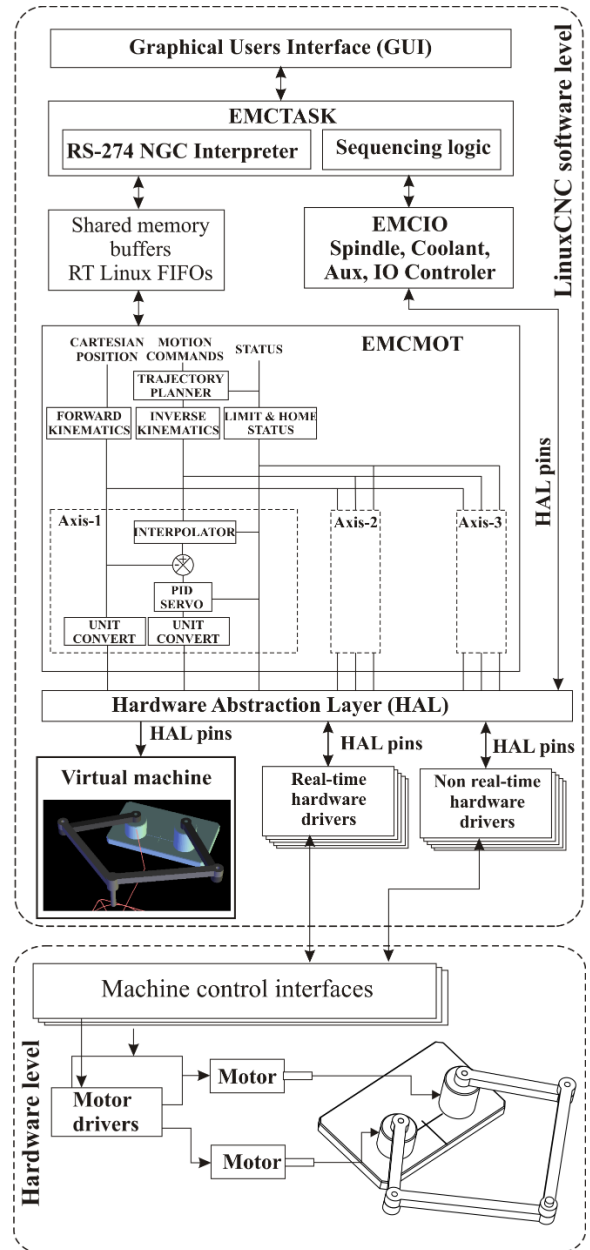 Graphical Users Interface (GUI)
EMCTASK
RS-274 NGC Interpreter
Sequencing logic
Shared memory
buffers
RT Linux FIFOs
EMCIO
Spindle, Coolant,
Aux, IO Controler
LinuxCNC software level
EMCMOT
CARTESIAN
POSITION
MOTION
COMMANDS
STATUS
TRAJECTORY
PLANNER
FORWARD
KINEMATICS
INVERSE
KINEMATICS
LIMIT & HOME
STATUS
HAL pins
Axis-1
INTERPOLATOR
Axis-2
Axis-3
+
-
PID
SERVO
UNIT
CONVERT
UNIT
CONVERT
Hardware Abstraction Layer (HAL)
HAL pins
HAL pins
HAL pins
Virtual machine
Real-time
hardware
drivers
Non real-time
hardware
drivers
Machine control interfaces
Hardware level
Motor
drivers
Motor
Motor